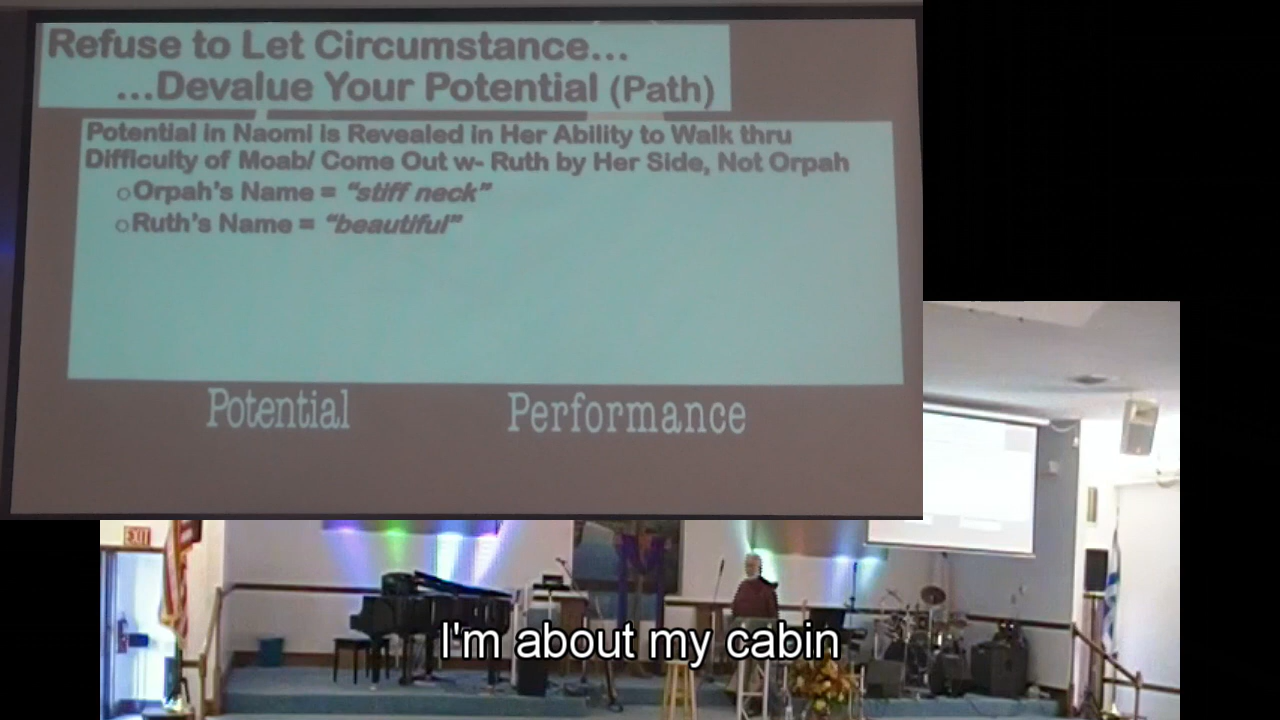 Refuse to Let Circumstance...
...Devalue Your Potential (Path)
Potential in Naomi is Revealed in Her Ability to Walk thru
Difficulty of Moab/ Come Out w- Ruth by Her Side, Not Orpah
○Orpah's Name = "stiff neck"
○Ruth's Name = "beautiful"
Potential Performance
EXIT
I'm about my cabin